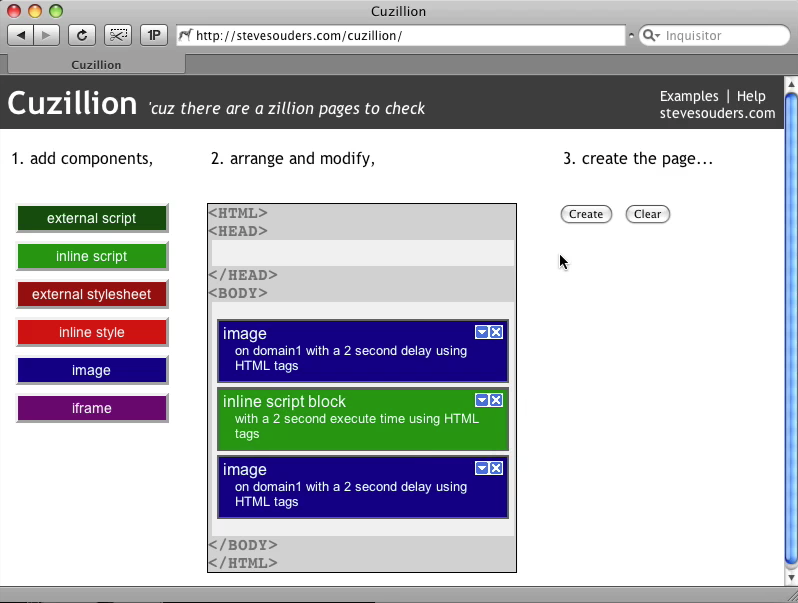 Cuzillion
1P
http://stevesouders.com/cuzillion/
Inquisitor
Cuzillion
Cuzillion 'cuz there are a zillion pages to check
Examples | Help
stevesouders.com
1. add components,
2. arrange and modify,
3. create the page...
external script
inline script
external stylesheet
inline style
image
iframe
<HTML>
<HEAD>
</HEAD>
<BODY>
image
on domain1 with a 2 second delay using
HTML tags
inline script block
with a 2 second execute time using HTML
tags
image
on domain1 with a 2 second delay using
HTML tags
</BODY>
</HTML>
Create
Clear